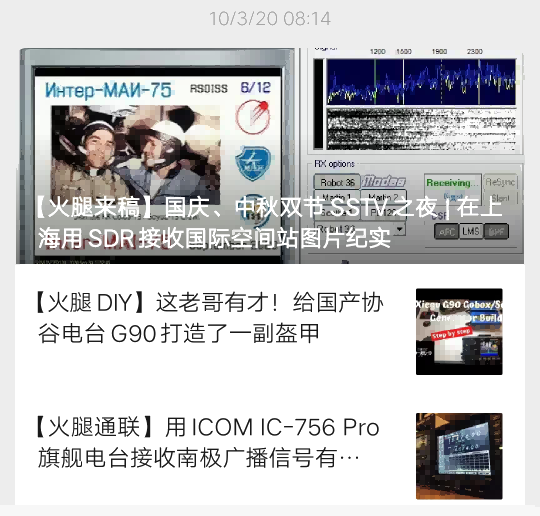 10/3/20 08:14
1200 1500 1900 2300
Интер-МАИ-75 RSOISS 6/12
RX options
Robot 36 Modes Receiving... ReSync
【火腿来稿】国庆、中秋双节 SSTV 之夜 | 在上
海用 SDR 接收国际空间站图片纪实
AFC LMS
【火腿 DIY】这老哥有才！给国产协
谷电台 G90 打造了一副盔甲
Xiegu G90 Gobox/So
Step by step
【火腿通联】用 ICOM IC-756 Pro
旗舰电台接收南极广播信号有…